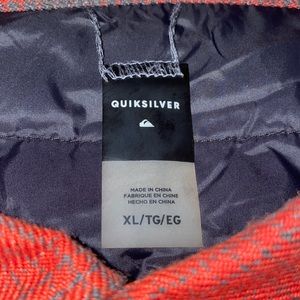 QUIKSILVER
MADE IN CHINA
FABRIQUE EN CHINE
HECHO EN CHINA
XL/TG/EG